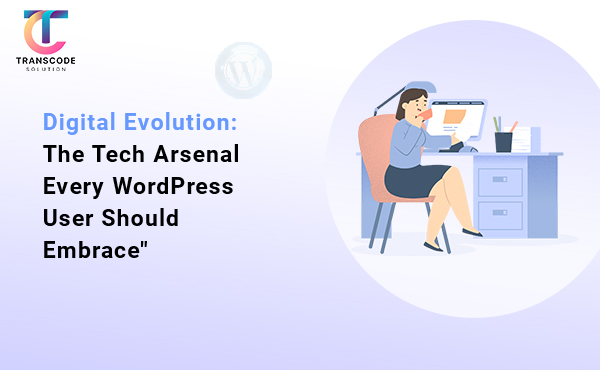 TRANSCODE
SOLUTION
Digital Evolution:
The Tech Arsenal
Every WordPress
User Should
Embrace"